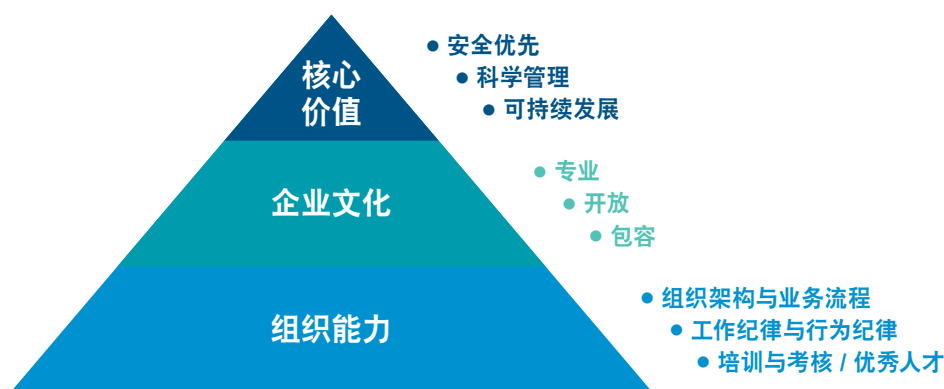 核心
价值
● 安全优先
● 科学管理
● 可持续发展
企业文化
● 专业
● 开放
● 包容
组织能力
● 组织架构与业务流程
● 工作纪律与行为纪律
● 培训与考核 / 优秀人才